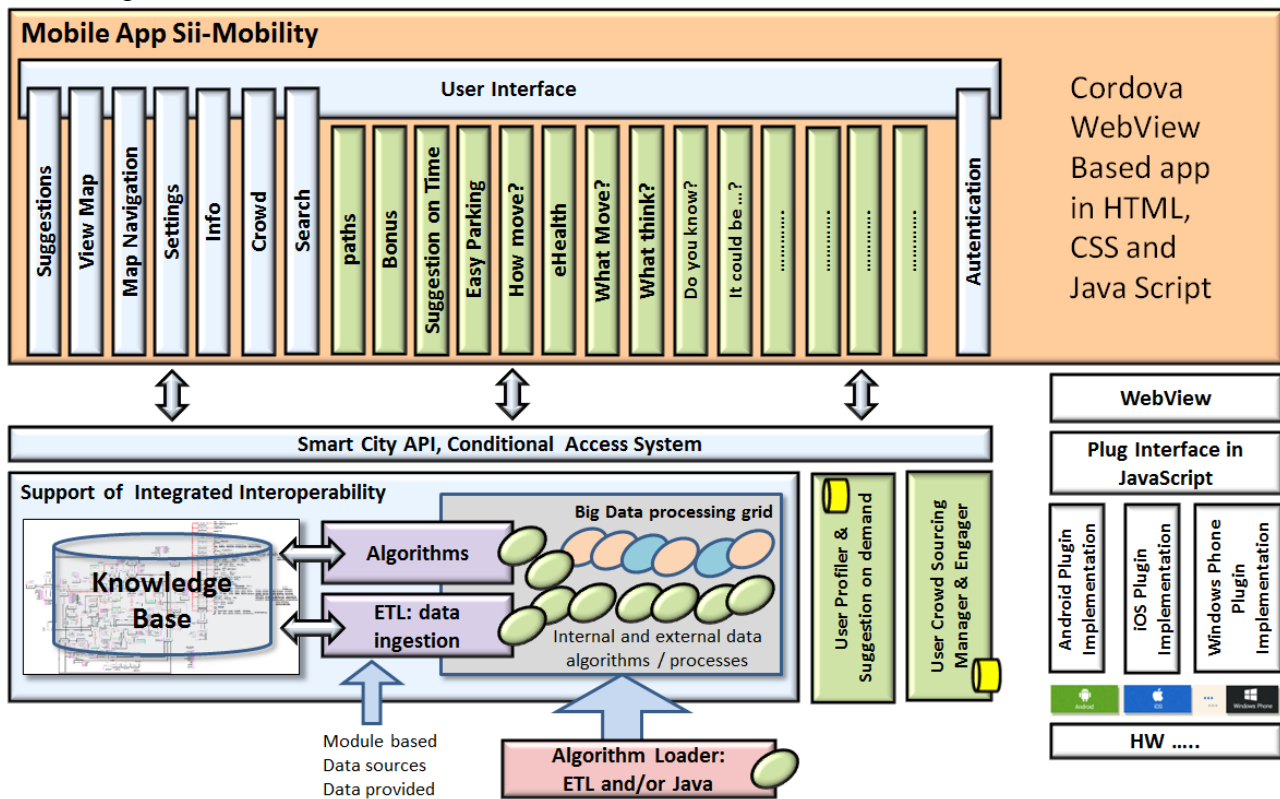 Mobile App Sii-Mobility
User Interface
Suggestions
View Map
Map Navigation
Settings
Info
Crowd
Search
paths
Bonus
Suggestion on Time
Easy Parking
How move?
eHealth
What Move?
What think?
Do you know?
It could be ...?
............
............
............
............
Autentication
Cordova
WebView
Based app
in HTML,
CSS and
Java Script
Smart City API, Conditional Access System
Support of Integrated Interoperability
Knowledge
Base
Algorithms
ETL: data
ingestion
Big Data processing grid
Internal and external data
algorithms / processes
User Profiler &
Suggestion on demand
User Crowd Sourcing
Manager & Engager
Module based
Data sources
Data provided
Algorithm Loader:
ETL and/or Java
WebView
Plug Interface in
JavaScript
Android Plugin
Implementation
iOS Plugin
Implementation
Windows Phone
Plugin
Implementation
Android
iOS
...
...
Windows Phone
HW .....